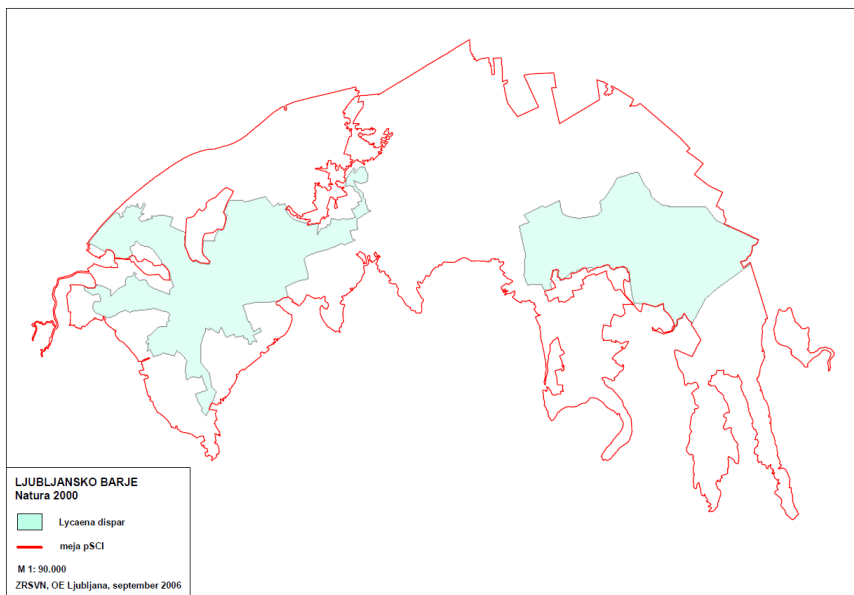 LJUBLJANSKO BARJE
Natura 2000
Lycaena dispar
meja pSCI
M 1: 90.000
ZRSVN, OE Ljubljana, september 2006